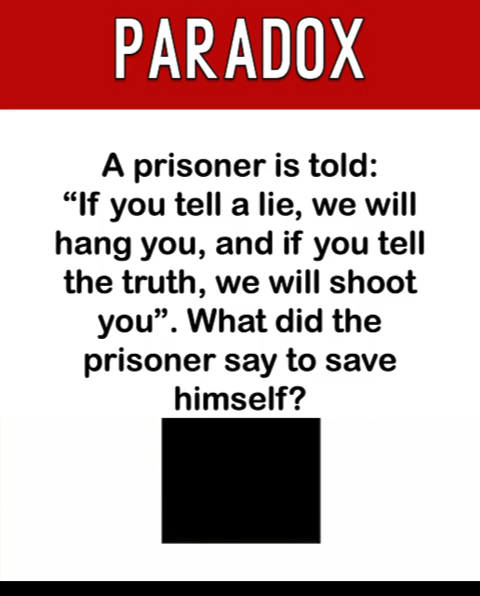 PARADOX
A prisoner is told:
“If you tell a lie, we will
hang you, and if you tell
the truth, we will shoot
you”. What did the
prisoner say to save
himself?